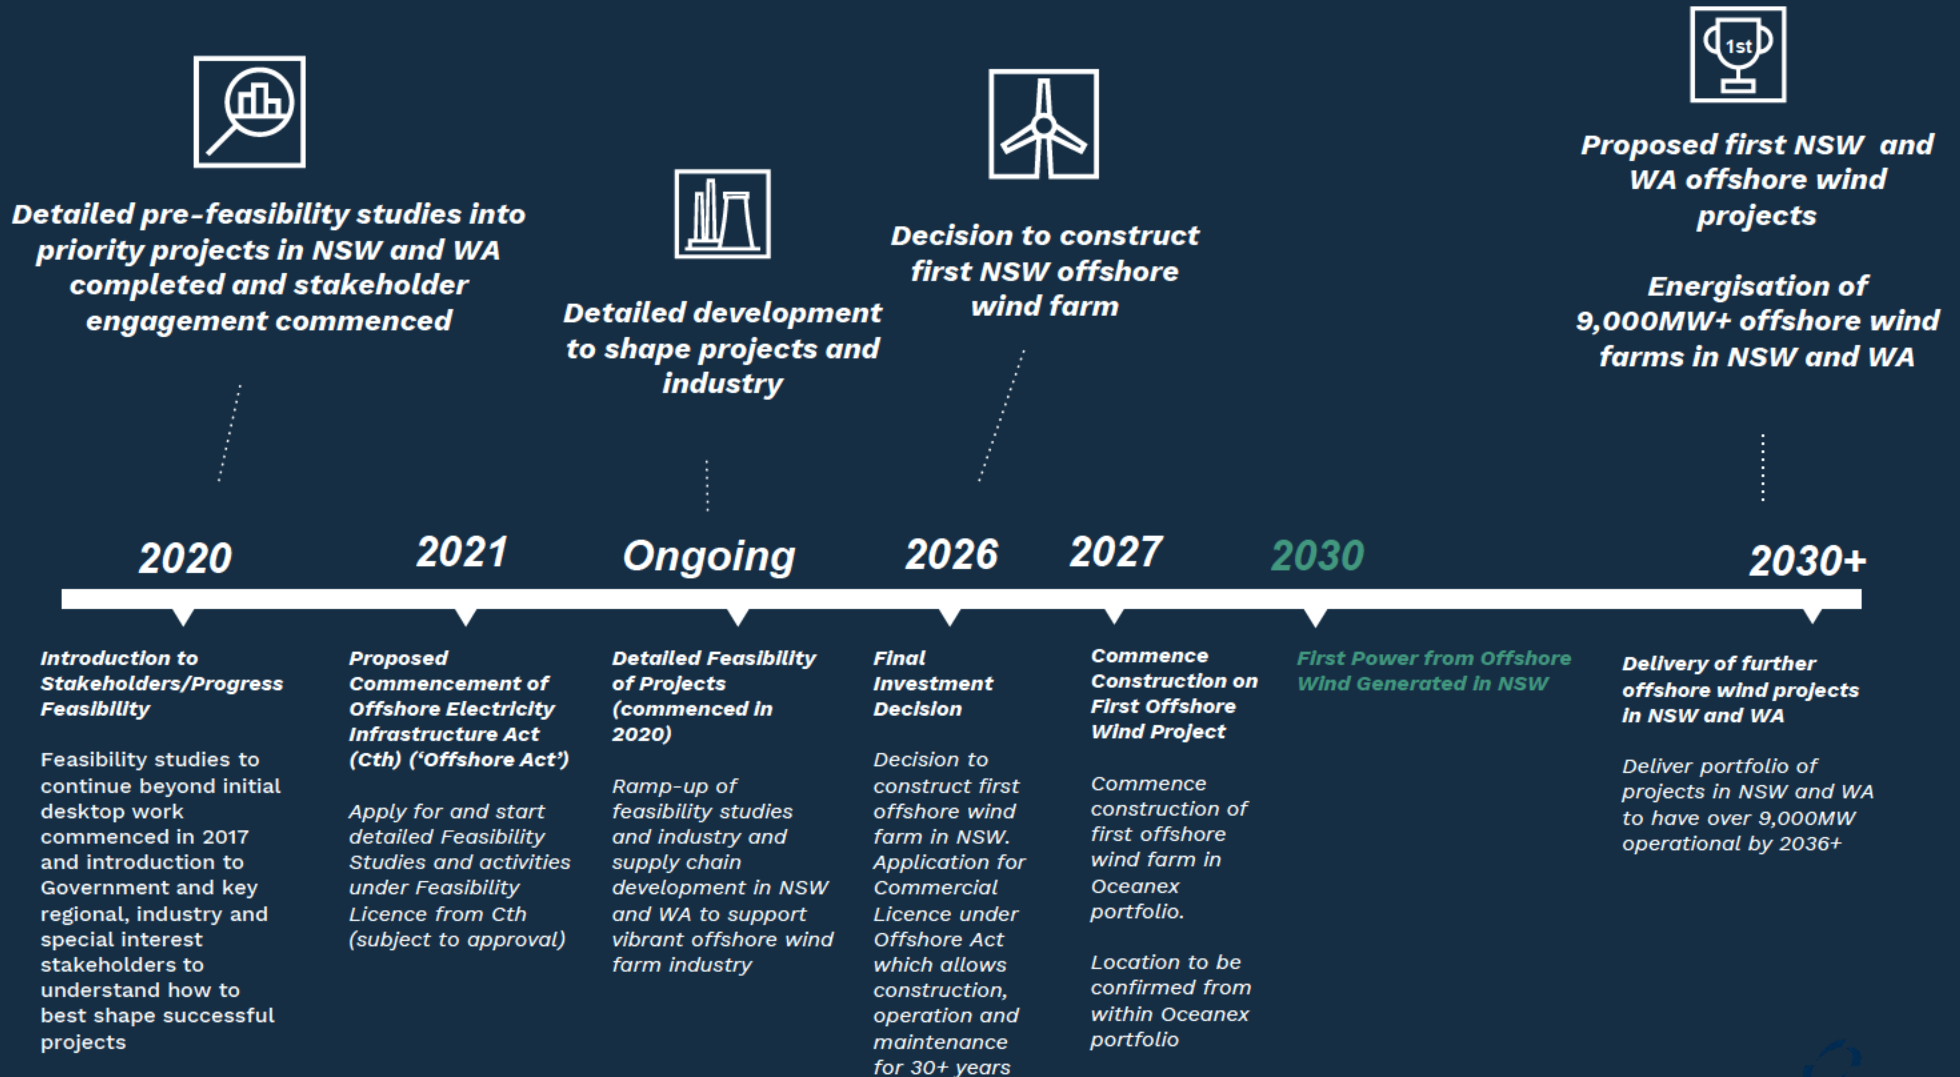 1st
Detailed pre-feasibility studies into
priority projects in NSW and WA
completed and stakeholder
engagement commenced
Detailed development
to shape projects and
industry
Decision to construct
first NSW offshore
wind farm
Proposed first NSW and
WA offshore wind
projects
Energisation of
9,000MW+ offshore wind
farms in NSW and WA
2020
2021
Ongoing
2026
2027
2030
2030+
Introduction to
Stakeholders/Progress
Feasibility
Feasibility studies to
continue beyond initial
desktop work
commenced in 2017
and introduction to
Government and key
regional, industry and
special interest
stakeholders to
understand how to
best shape successful
projects
Proposed
Commencement of
Offshore Electricity
Infrastructure Act
(Cth) (‘Offshore Act’)
Apply for and start
detailed Feasibility
Studies and activities
under Feasibility
Licence from Cth
(subject to approval)
Detailed Feasibility
of Projects
(commenced in
2020)
Ramp-up of
feasibility studies
and industry and
supply chain
development in NSW
and WA to support
vibrant offshore wind
farm industry
Final
Investment
Decision
Decision to
construct first
offshore wind
farm in NSW.
Application for
Commercial
Licence under
Offshore Act
which allows
construction,
operation and
maintenance
for 30+ years
Commence
Construction on
First Offshore
Wind Project
Commence
construction of
first offshore
wind farm in
Oceanex
portfolio.
Location to be
confirmed from
within Oceanex
portfolio
First Power from Offshore
Wind Generated in NSW
Delivery of further
offshore wind projects
in NSW and WA
Deliver portfolio of
projects in NSW and WA
to have over 9,000MW
operational by 2036+